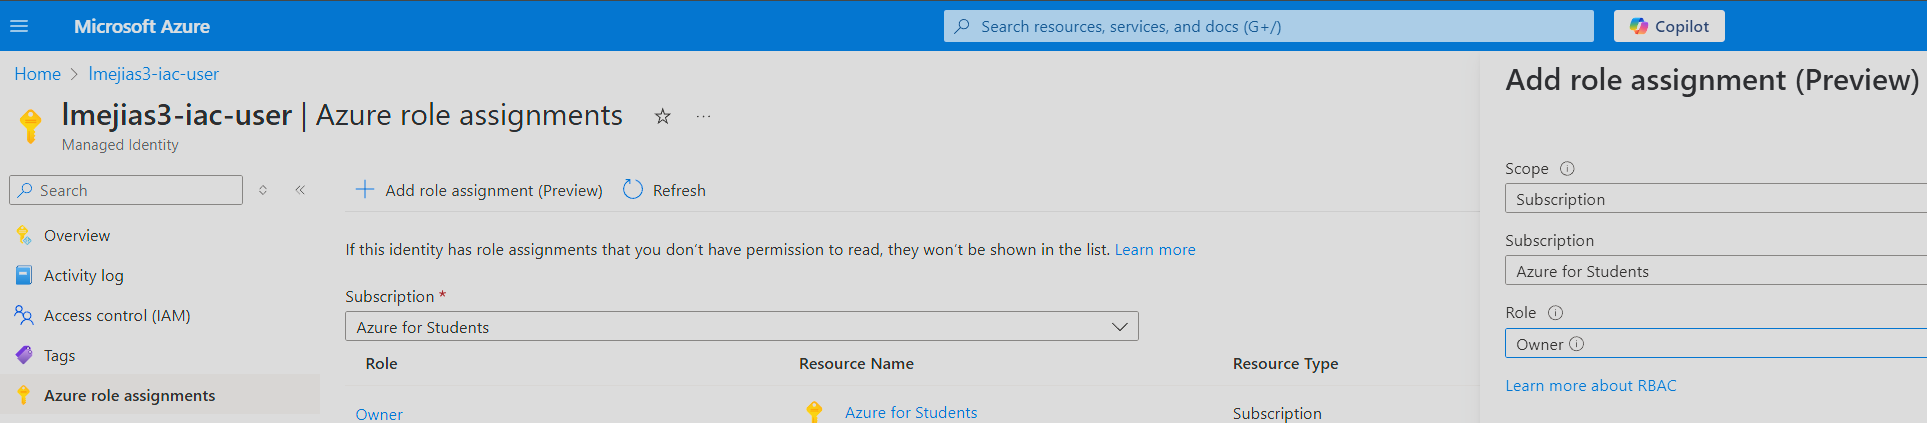 Microsoft Azure
Search resources, services, and docs (G+/)
Copilot
Home > lmejias3-iac-user
lmejias3-iac-user | Azure role assignments
Managed Identity
Search
Overview
Activity log
Access control (IAM)
Tags
Azure role assignments
Add role assignment (Preview)
Refresh
If this identity has role assignments that you don't have permission to read, they won't be shown in the list. Learn more
Subscription *
Azure for Students
Role Resource Name Resource Type
Owner Azure for Students Subscription
Add role assignment (Preview)
Scope
Subscription
Subscription
Azure for Students
Role
Owner
Learn more about RBAC